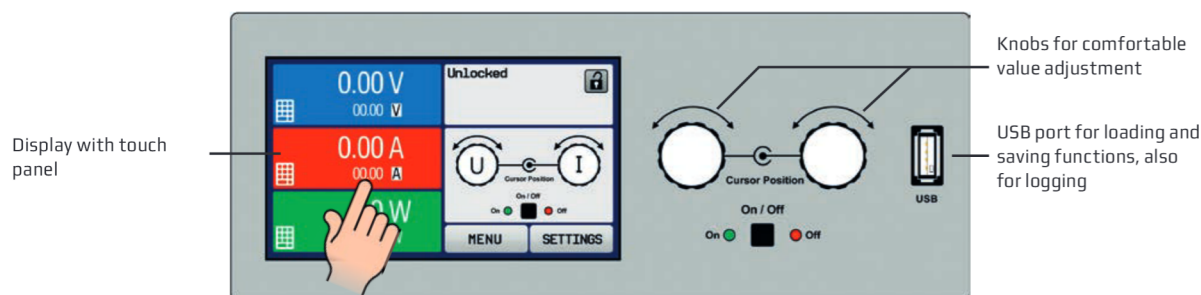 Display with touch
panel
0.00 V
00.00 V
0.00 A
00.00 A
W
Unlocked
U
I
Cursor Position
On / Off
On
Off
MENU
SETTINGS
Cursor Position
On / Off
On
Off
USB
Knobs for comfortable
value adjustment
USB port for loading and
saving functions, also
for logging